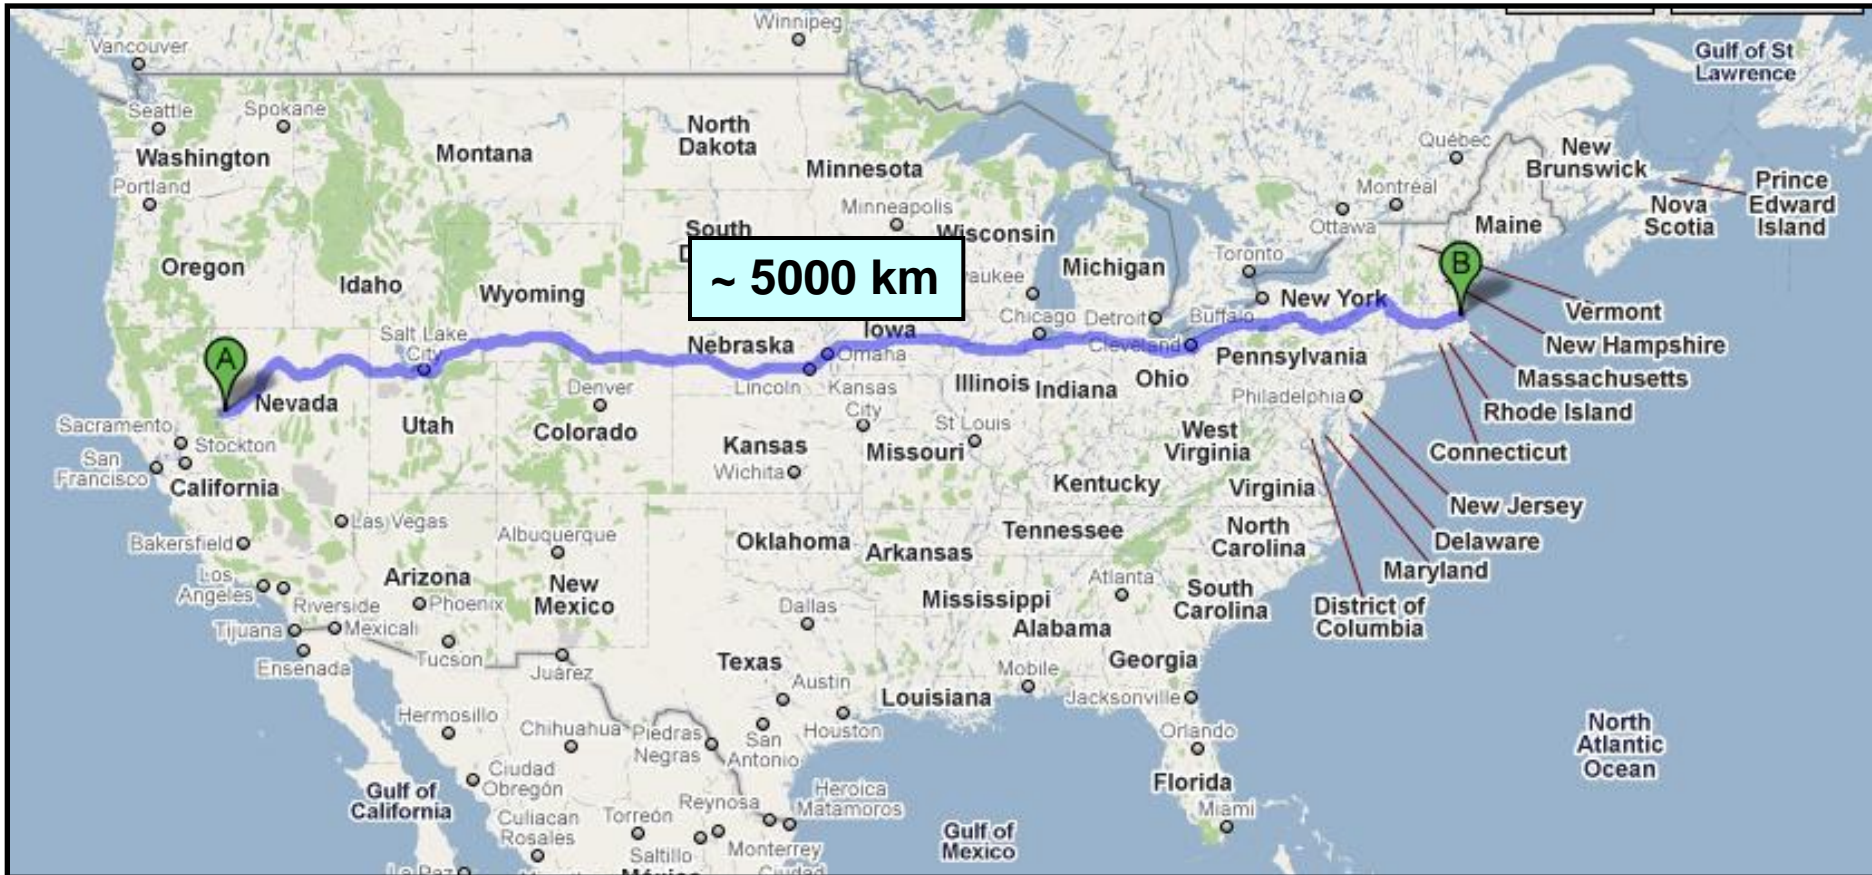 Winnipeg
Vancouver
Gulf of St
Lawrence
Seattle
Spokane
Washington
Montana
North
Dakota
Minnesota
Québec
New
Brunswick
Portland
Montréal
Prince
Edward
Island
Minneapolis
Ottawa
Maine
Nova
Scotia
South
D
Wisconsin
Oregon
Idaho
Wyoming
~ 5000 km
aukee
Michigan
Toronto
B
New York
Vermont
Salt Lake
City
Nebraska
Iowa
Chicago
Detroit
Buffalo
New Hampshire
A
Omaha
Cleveland
Pennsylvania
Massachusetts
Nevada
Denver
Lincoln
Kansas
City
Illinois
Indiana
Ohio
Philadelphia
Rhode Island
Sacramento
Stockton
Utah
Colorado
Kansas
St Louis
Missouri
West
Virginia
Connecticut
San
Francisco
California
Wichita
Kentucky
Virginia
New Jersey
Las Vegas
Albuquerque
Oklahoma
Arkansas
Tennessee
North
Carolina
Delaware
Bakersfield
Maryland
Los
Angeles
Arizona
New
Mexico
Atlanta
South
Carolina
Riverside
Phoenix
Dallas
Mississippi
Alabama
District of
Columbia
Tijuana
Mexicali
Ensenada
Tucson
Juárez
Texas
Georgia
Austin
Mobile
Louisiana
Jacksonville
Hermosillo
Chihuahua
Piedras
Negras
San
Antonio
Houston
Orlando
North
Atlantic
Ocean
Ciudad
Obregón
Gulf of
California
Heroica
Matamoros
Florida
Culiacan
Rosales
Torreón
Reynosa
Miami
Saltillo
Monterrey
Gulf of
Mexico
La Paz
México
Ciudad